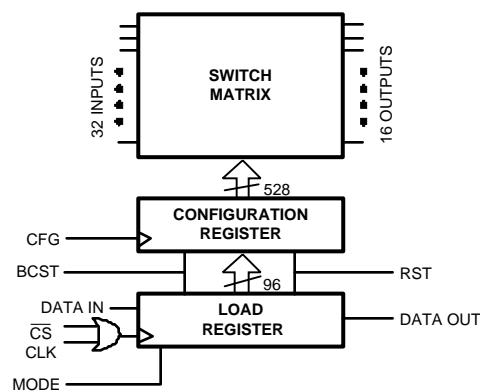 32 INPUTS
SWITCH
MATRIX
16 OUTPUTS
528
CONFIGURATION
REGISTER
CFG
BCST
96
RST
DATA IN
LOAD
REGISTER
DATA OUT
CS
CLK
MODE